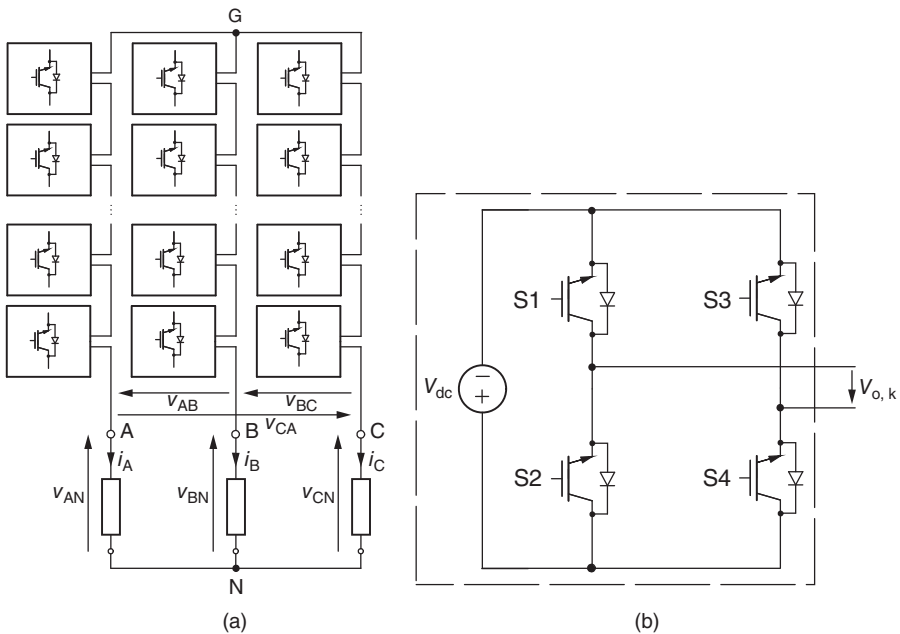 G
v_AB
v_BC
v_CA
A
B
C
i_A
i_B
i_C
v_AN
v_BN
v_CN
N
(a)
S1
S3
V_dc
−
+
V_o, k
S2
S4
(b)